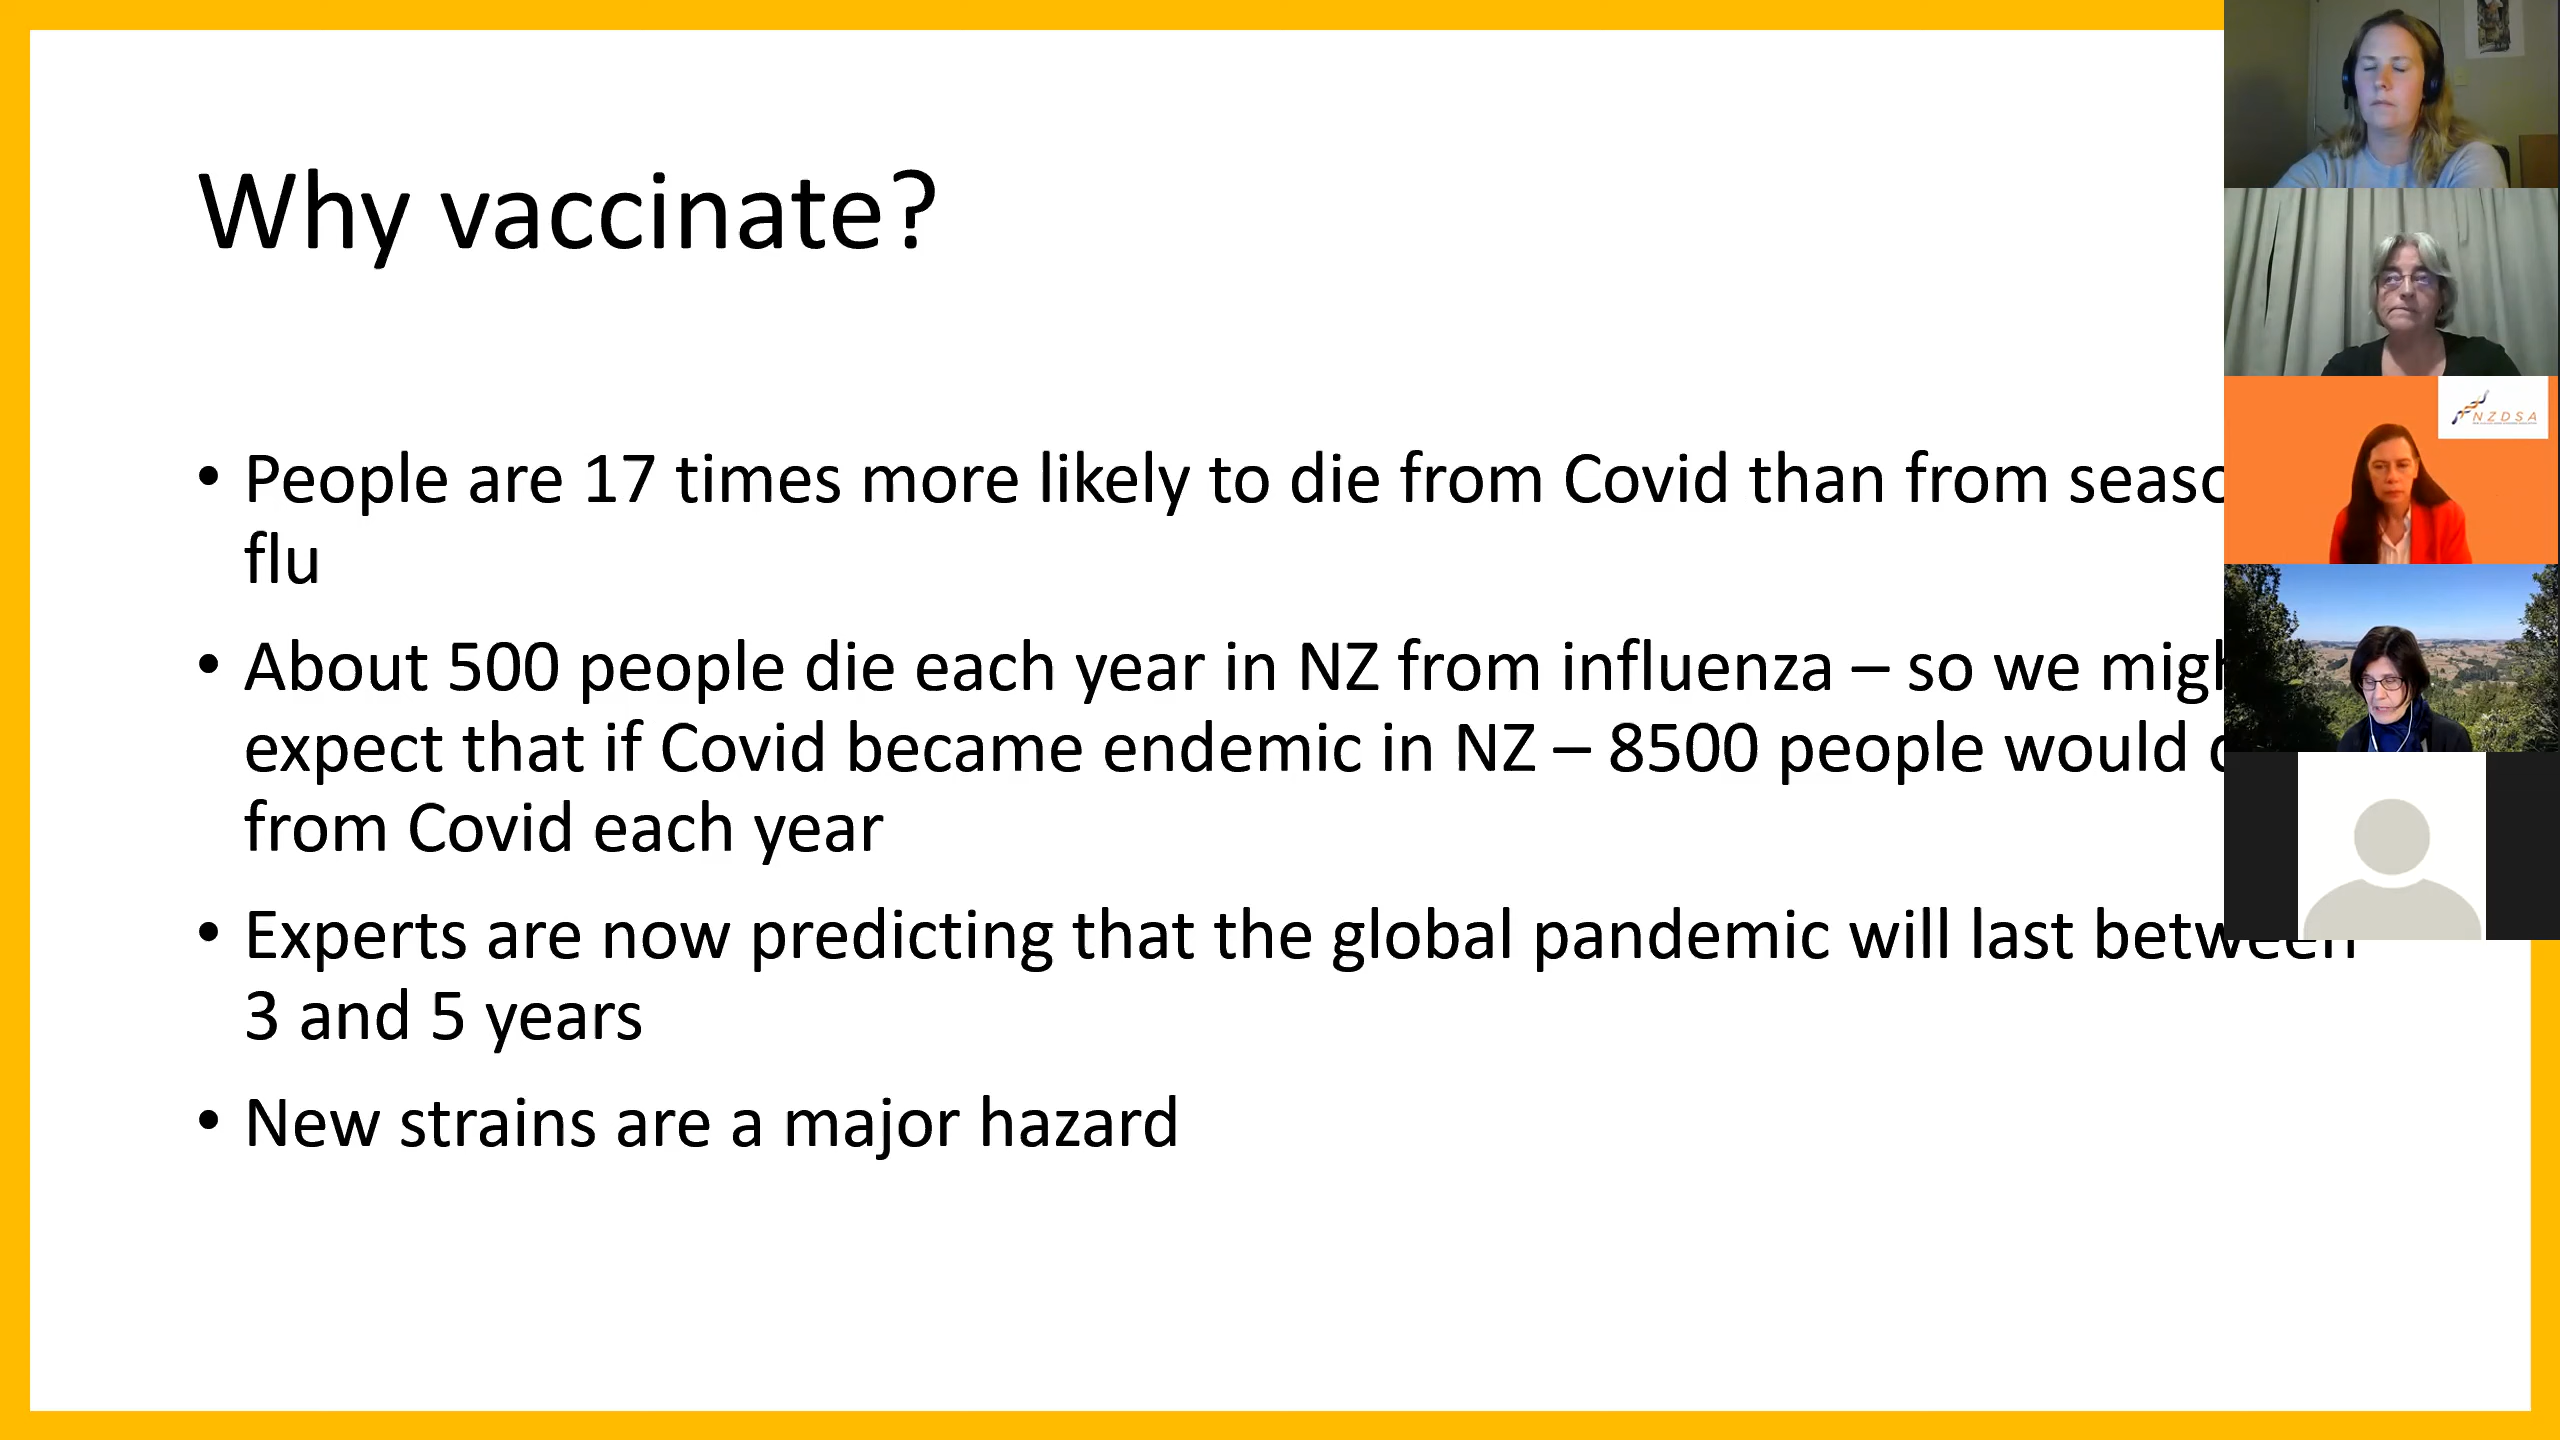 Why vaccinate?
• People are 17 times more likely to die from Covid than from
flu
• About 500 people die each year in NZ from influenza – so we
expect that if Covid became endemic in NZ – 8500 people would
from Covid each year
• Experts are now predicting that the global pandemic will last between
3 and 5 years
• New strains are a major hazard
NZDSA